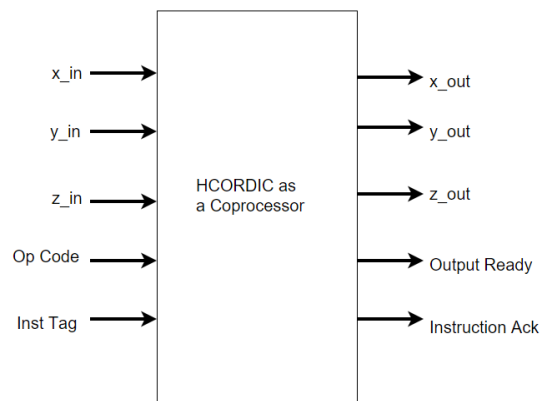 x_in
y_in
z_in
Op Code
Inst Tag
HCORDIC as
a Coprocessor
x_out
y_out
z_out
Output Ready
Instruction Ack